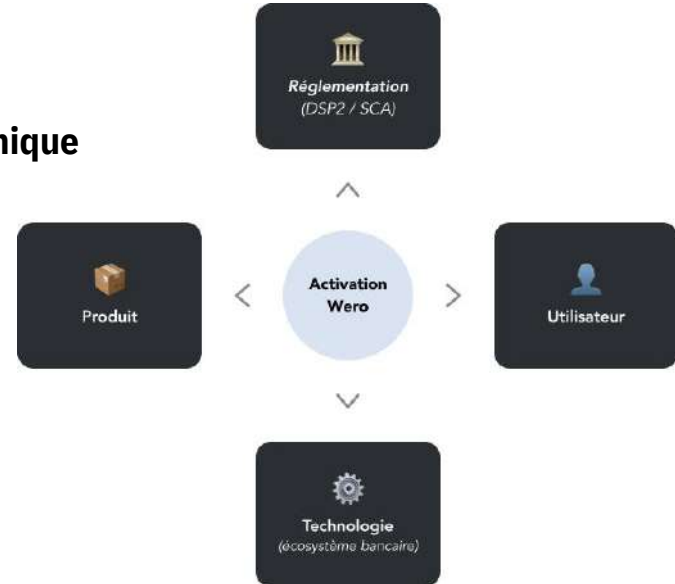 Réglementation
(DSP2 / SCA)
nique
Produit
Activation
Wero
Utilisateur
Technologie
(écosystème bancaire)